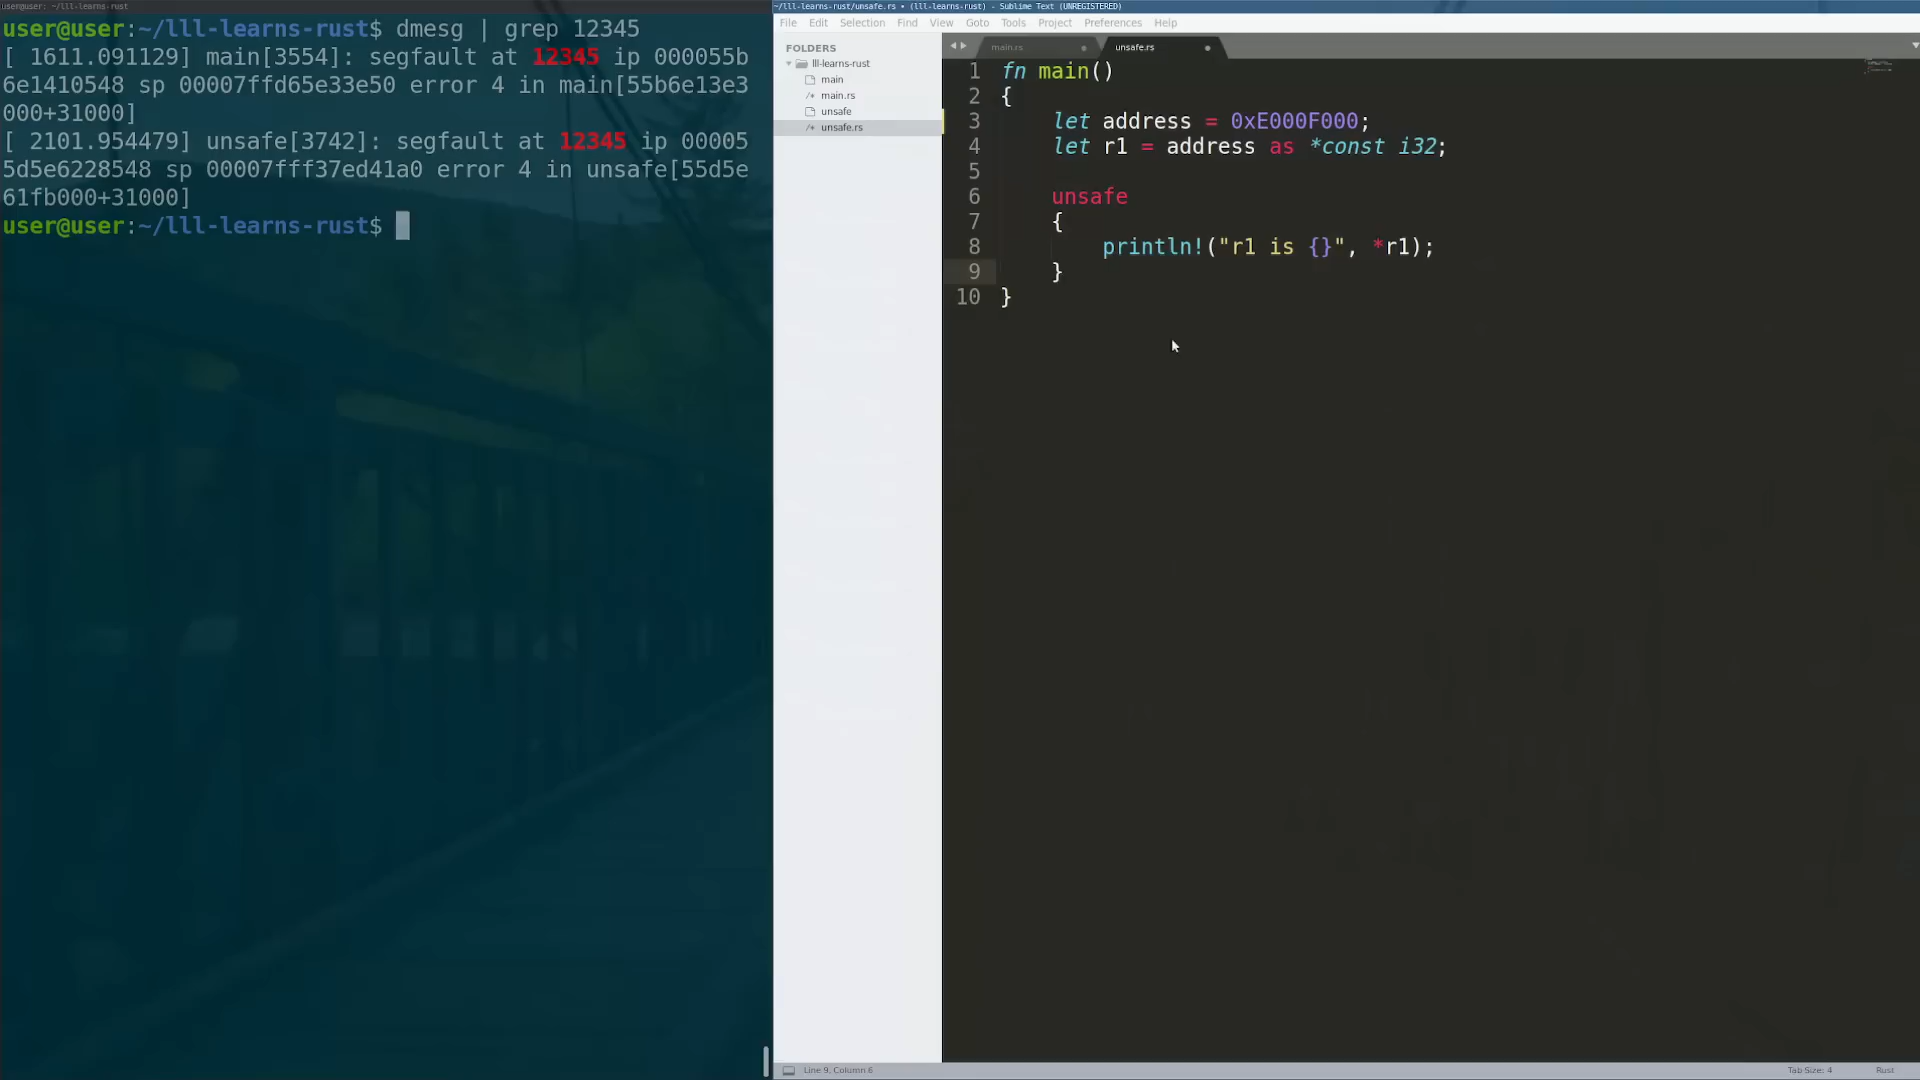 user@user: ~/lll-learns-rust
user@user:~/lll-learns-rust$ dmesg | grep 12345
[ 1611.091129] main[3554]: segfault at 12345 ip 000055b
6e1410548 sp 00007ffd65e33e50 error 4 in main[55b6e13e3
000+31000]
[ 2101.954479] unsafe[3742]: segfault at 12345 ip 00005
5d5e6228548 sp 00007fff37ed41a0 error 4 in unsafe[55d5e
61fb000+31000]
user@user:~/lll-learns-rust$
~/lll-learns-rust/unsafe.rs • (lll-learns-rust) - Sublime Text (UNREGISTERED)
File Edit Selection Find View Goto Tools Project Preferences Help
FOLDERS
lll-learns-rust
main
/* main.rs
unsafe
/* unsafe.rs
main.rs
unsafe.rs
1 fn main()
2 {
3 let address = 0xE000F000;
4 let r1 = address as *const i32;
5
6 unsafe
7 {
8 println!("r1 is {}", *r1);
9 }
10 }
Line 9, Column 6
Tab Size: 4
Rust